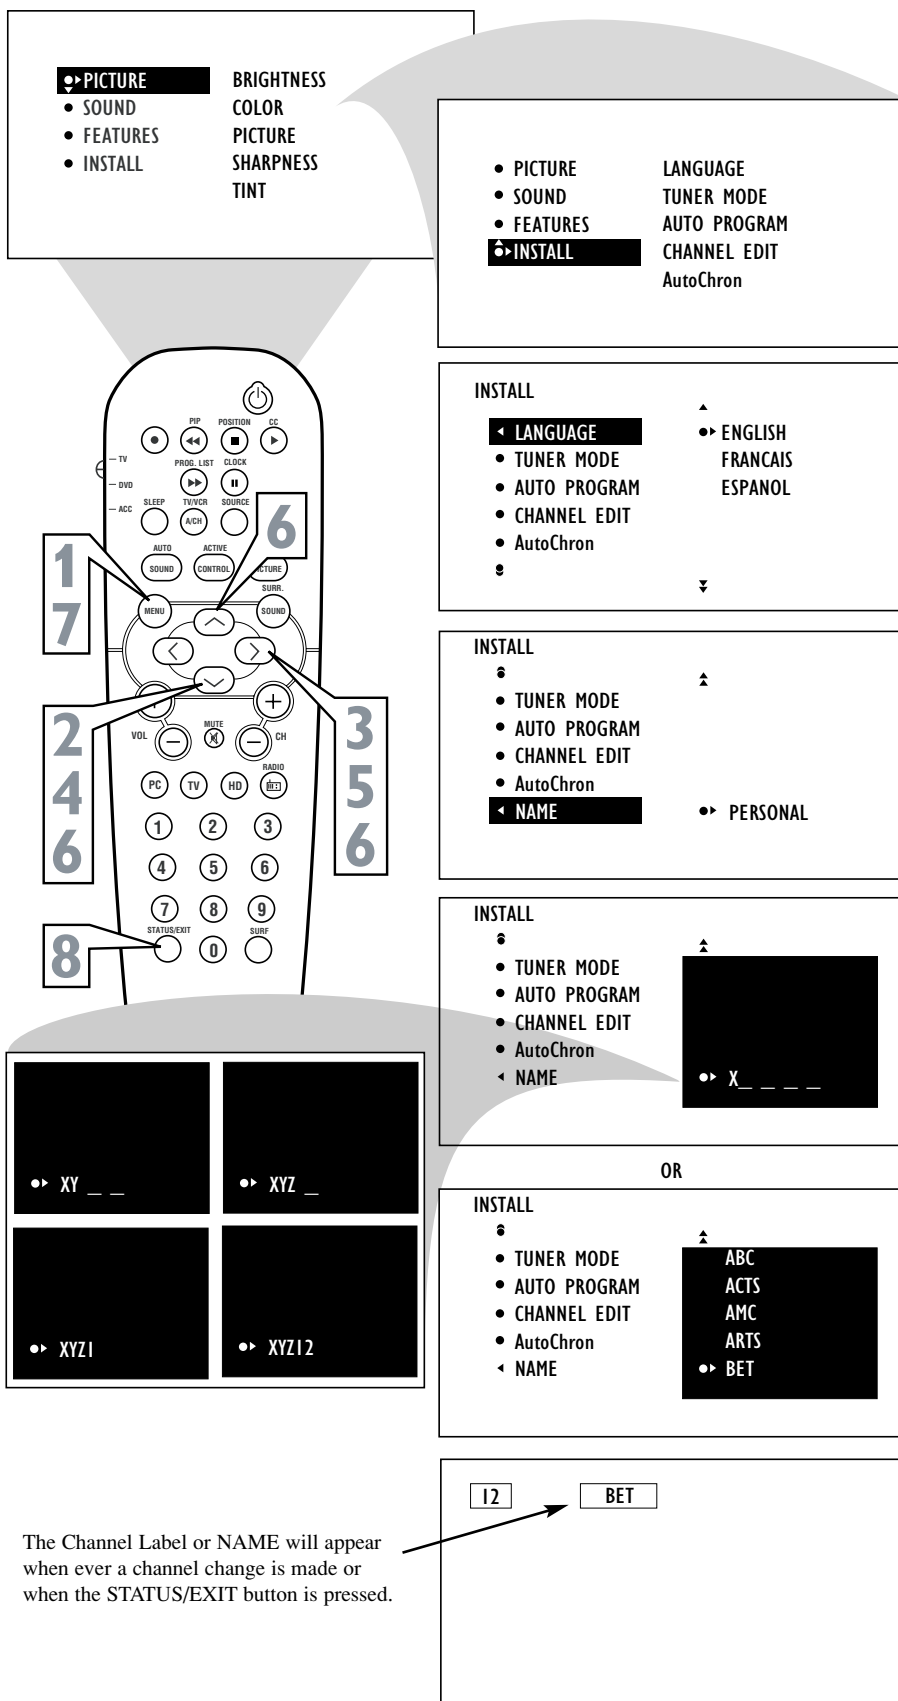 PICTURE BRIGHTNESS
SOUND COLOR
FEATURES PICTURE
INSTALL SHARPNESS
TINT
PICTURE LANGUAGE
SOUND TUNER MODE
FEATURES AUTO PROGRAM
INSTALL CHANNEL EDIT
AutoChron
INSTALL
LANGUAGE ENGLISH
TUNER MODE FRANCAIS
AUTO PROGRAM ESPANOL
CHANNEL EDIT
AutoChron
INSTALL
TUNER MODE
AUTO PROGRAM
CHANNEL EDIT
AutoChron
NAME PERSONAL
INSTALL
TUNER MODE
AUTO PROGRAM
CHANNEL EDIT
AutoChron
NAME X_ _ _ _
OR
INSTALL
TUNER MODE ABC
AUTO PROGRAM ACTS
CHANNEL EDIT AMC
AutoChron ARTS
NAME BET
12 BET
PIP POSITION CC
TV
PROG. LIST CLOCK
DVD
ACC SLEEP TV/VCR SOURCE
A/CH
6
AUTO ACTIVE
SOUND CONTROL
1
7
SURR.
MENU SOUND
2
4
6
3
5
6
MUTE
VOL CH
RADIO
PC TV HD
1 2 3
4 5 6
7 8 9
STATUS/EXIT SURF
0
8
XY _ _ XYZ _
XYZ1 XYZ12
The Channel Label or NAME will appear
when ever a channel change is made or
when the STATUS/EXIT button is pressed.